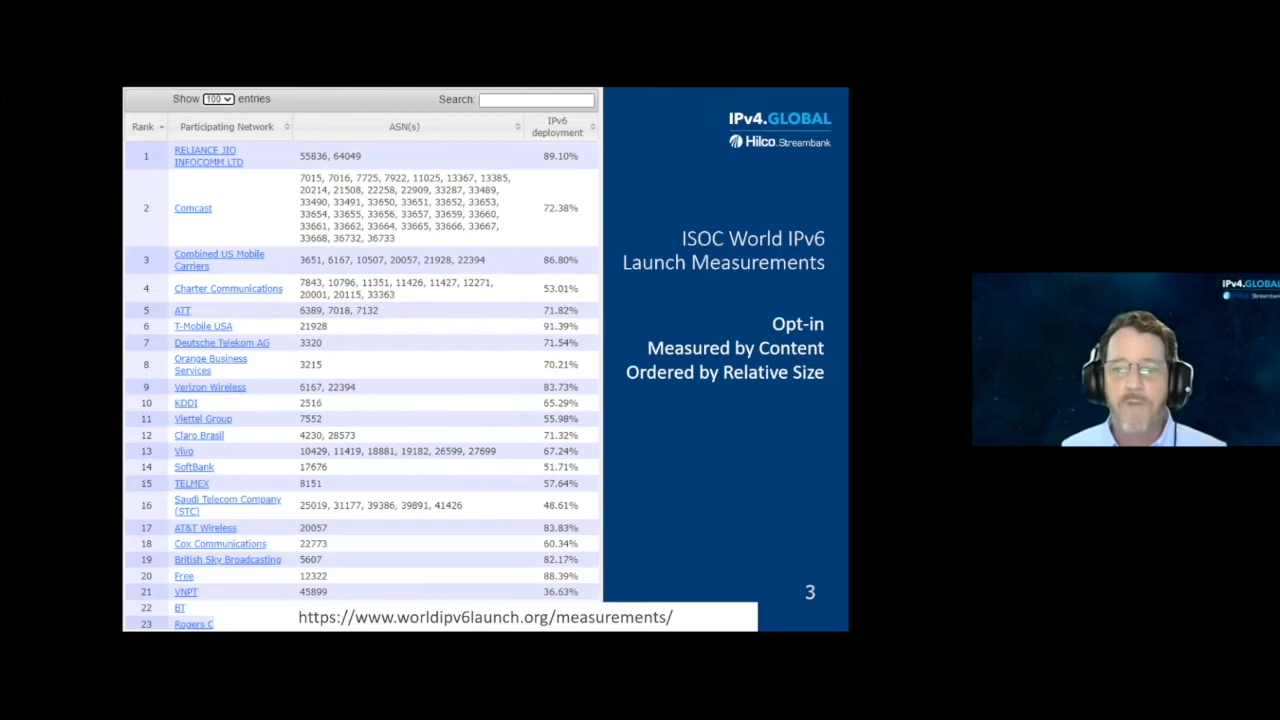 Show 100 entries Search:
Rank Participating Network ASN(s) IPv6
deployment
1 RELIANCE JIO
INFOCOMM LTD 55836, 64049 89.10%
2 Comcast 7015, 7016, 7725, 7922, 11025, 13367, 13385,
20214, 21508, 22258, 22909, 33287, 33489,
33490, 33491, 33650, 33651, 33652, 33653,
33654, 33655, 33656, 33657, 33659, 33660,
33661, 33662, 33664, 33665, 33666, 33667,
33668, 36732, 36733 72.38%
3 Combined US Mobile
Carriers 3651, 6167, 10507, 20057, 21928, 22394 86.80%
4 Charter Communications 7843, 10796, 11351, 11426, 11427, 12271,
20001, 20115, 33363 53.01%
5 ATT 6389, 7018, 7132 71.82%
6 T-Mobile USA 21928 91.39%
7 Deutsche Telekom AG 3320 71.54%
8 Orange Business
Services 3215 70.21%
9 Verizon Wireless 6167, 22394 83.73%
10 KDDI 2516 65.29%
11 Viettel Group 7552 55.98%
12 Claro Brasil 4230, 28573 71.32%
13 Vivo 10429, 11419, 18881, 19182, 26599, 27699 67.24%
14 SoftBank 17676 51.71%
15 TELMEX 8151 57.64%
16 Saudi Telecom Company
(STC) 25019, 31177, 39386, 39891, 41426 48.61%
17 AT&T Wireless 20057 83.83%
18 Cox Communications 22773 60.34%
19 British Sky Broadcasting 5607 82.17%
20 Free 12322 88.39%
21 VNPT 45899 36.63%
22 BT
23 Rogers C
https://www.worldipv6launch.org/measurements/
IPv4.GLOBAL
Hilco.Streambank
ISOC World IPv6
Launch Measurements
Opt-in
Measured by Content
Ordered by Relative Size
3
IPv4.GLOBAL
Streambank